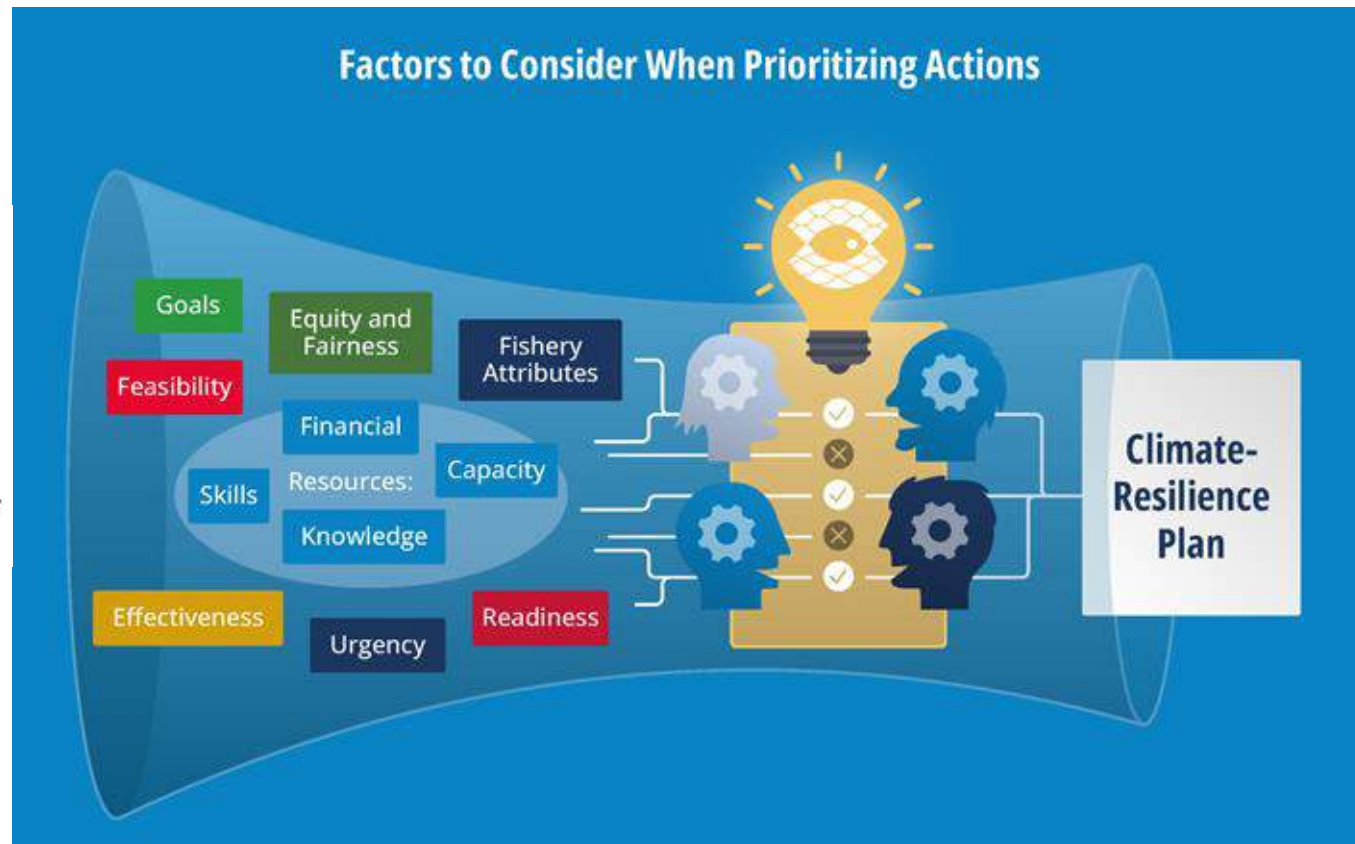 Factors to Consider When Prioritizing Actions
Goals
Equity and
Fairness
Fishery
Attributes
Feasibility
Financial
Capacity
Skills
Resources:
Knowledge
Effectiveness
Urgency
Readiness
Climate-
Resilience
Plan